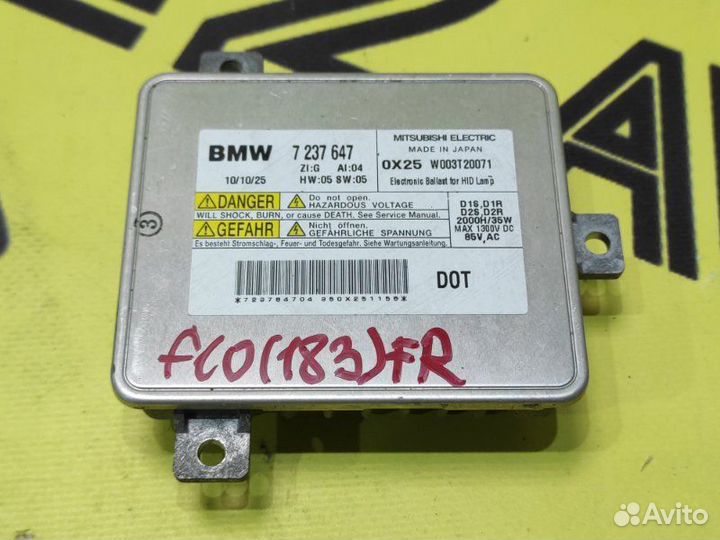 BMW 7 237 647
ZI:G AI:04
10/10/25 HW:05 SW:05
MITSUBISHI ELECTRIC
MADE IN JAPAN
0X25 W003T20071
Electronic Ballast for HID Lamp
DANGER Do not open.
HAZARDOUS VOLTAGE
WILL SHOCK, BURN, or cause DEATH. See Service Manual.
GEFAHR Nicht öffnen.
GEFÄHRLICHE SPANNUNG
Es besteht Stromschlag-, Feuer- und Todesgefahr. Siehe Wartungsanleitung.
D1S,D1R
D2S,D2R
2000H/35W
MAX 1300V DC
85V,AC
3
*723764704 960X251158*
DOT
FCO(183)FR
Avito